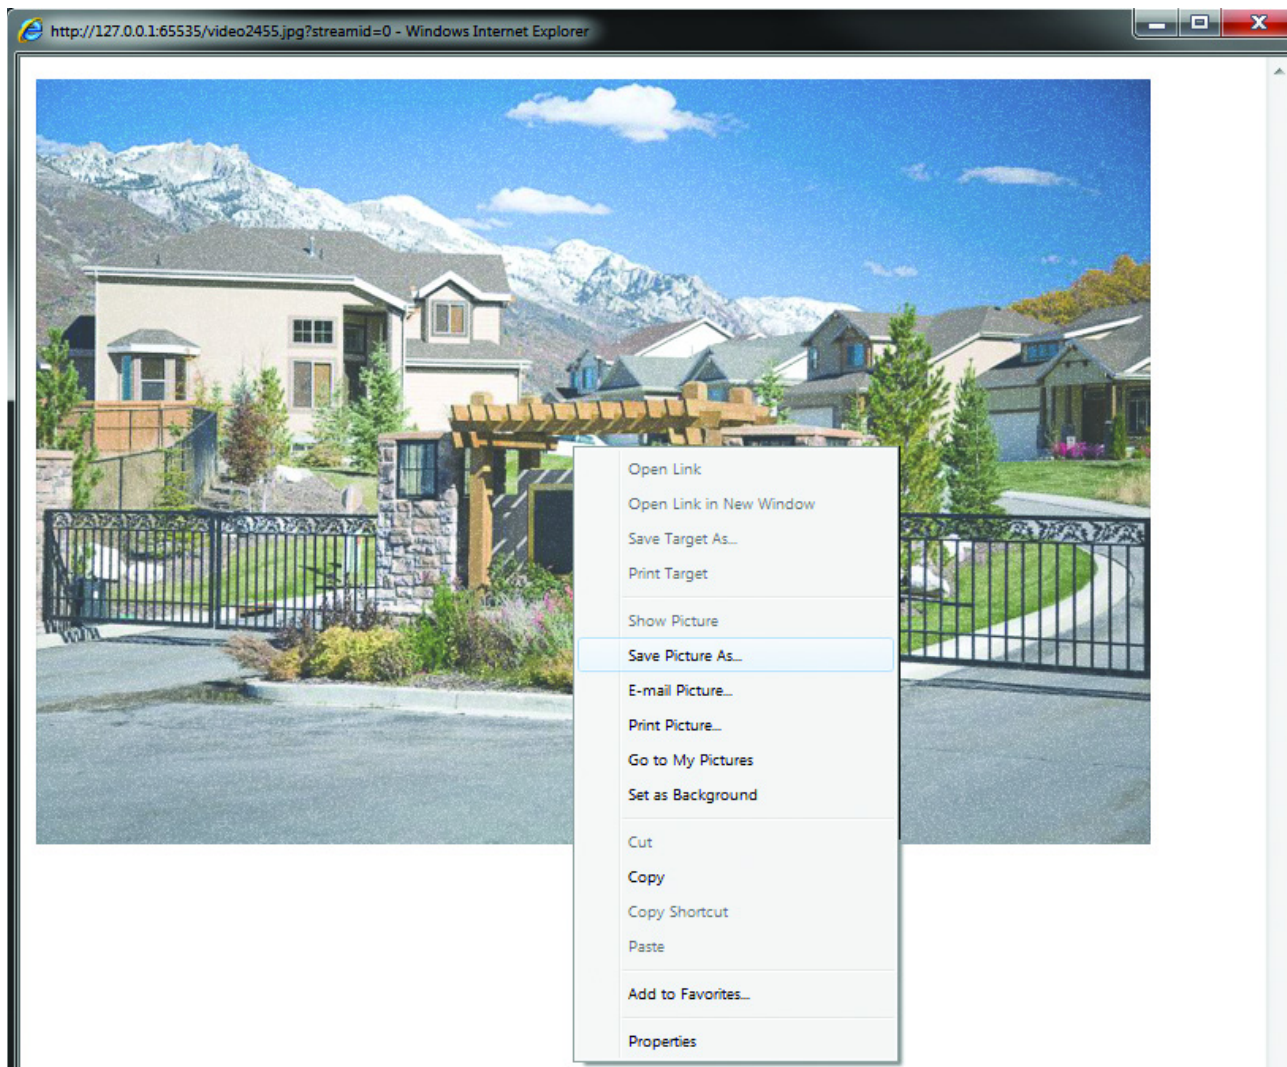 http://127.0.0.1:65535/video2455.jpg?streamid=0 - Windows Internet Explorer
Open Link
Open Link in New Window
Save Target As...
Print Target
Show Picture
Save Picture As...
E-mail Picture...
Print Picture...
Go to My Pictures
Set as Background
Cut
Copy
Copy Shortcut
Paste
Add to Favorites...
Properties